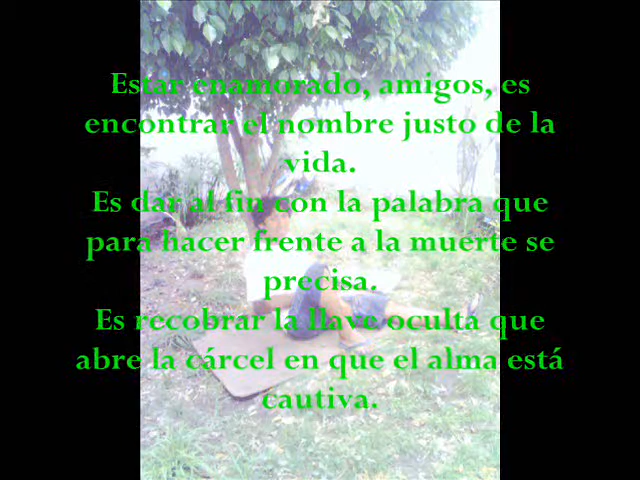 Estar enamorado, amigos, es
encontrar el nombre justo de la
vida.
Es dar al fin con la palabra que
para hacer frente a la muerte se
precisa.
Es recobrar la llave oculta que
abre la cárcel en que el alma está
cautiva.